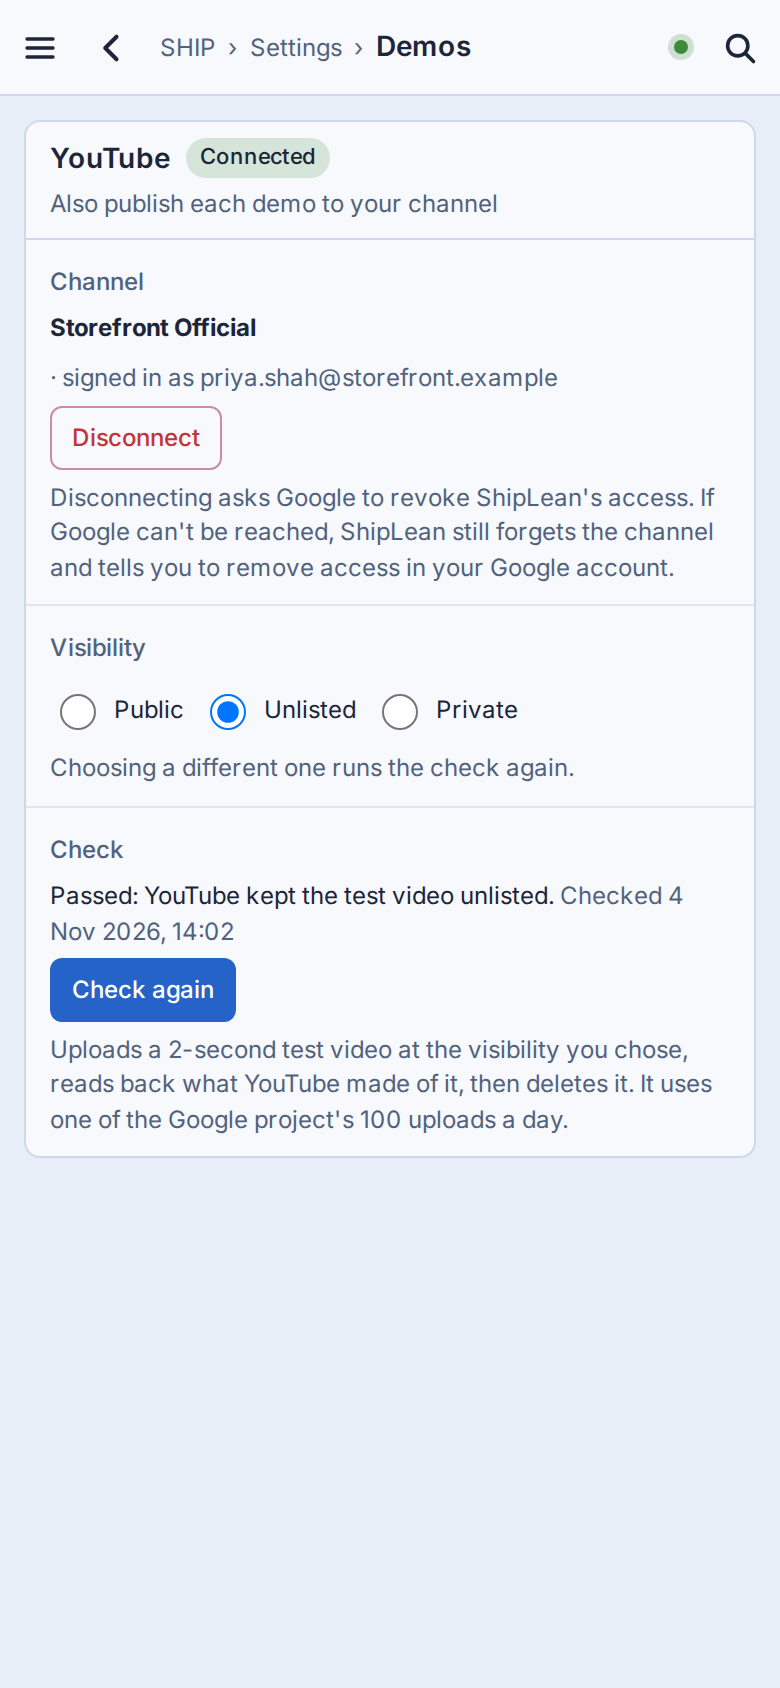 SHIP › Settings › Demos
YouTube Connected
Also publish each demo to your channel
Channel
Storefront Official
· signed in as priya.shah@storefront.example
Disconnect
Disconnecting asks Google to revoke ShipLean's access. If
Google can't be reached, ShipLean still forgets the channel
and tells you to remove access in your Google account.
Visibility
Public Unlisted Private
Choosing a different one runs the check again.
Check
Passed: YouTube kept the test video unlisted. Checked 4
Nov 2026, 14:02
Check again
Uploads a 2-second test video at the visibility you chose,
reads back what YouTube made of it, then deletes it. It uses
one of the Google project's 100 uploads a day.